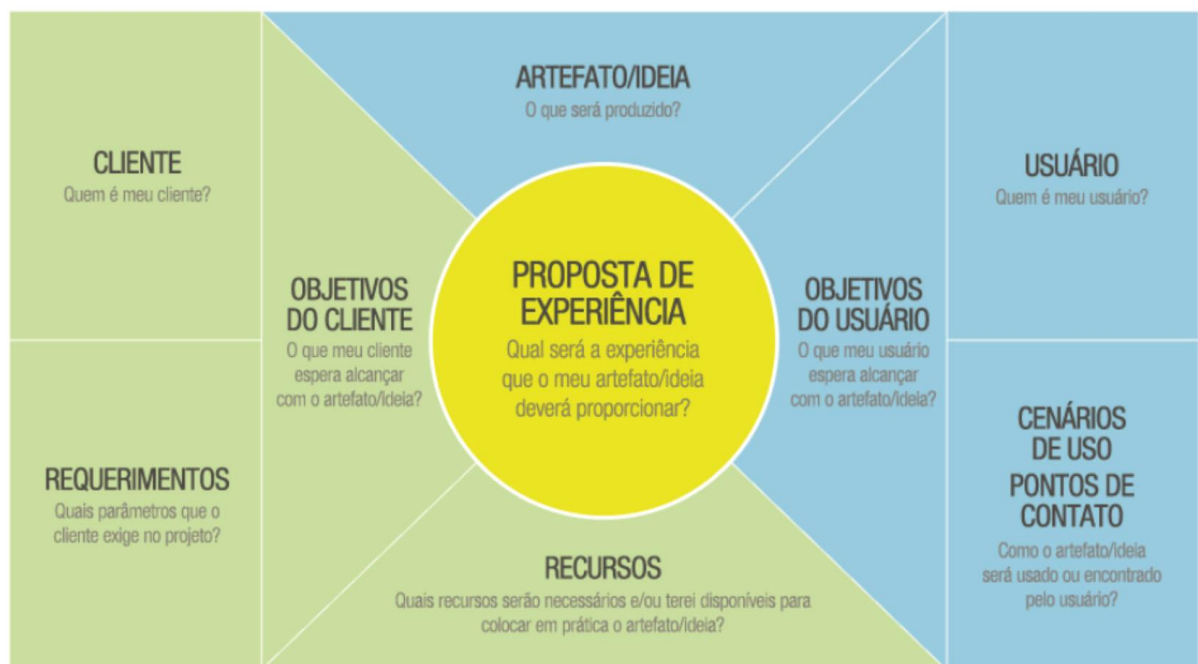 ARTEFATO/IDEIA
O que será produzido?
CLIENTE
Quem é meu cliente?
USUÁRIO
Quem é meu usuário?
OBJETIVOS
DO CLIENTE
O que meu cliente
espera alcançar
com o artefato/ideia?
PROPOSTA DE
EXPERIÊNCIA
Qual será a experiência
que o meu artefato/ideia
deverá proporcionar?
OBJETIVOS
DO USUÁRIO
O que meu usuário
espera alcançar
com o artefato/ideia?
REQUERIMENTOS
Quais parâmetros que o
cliente exige no projeto?
CENÁRIOS
DE USO
PONTOS DE
CONTATO
Como o artefato/ideia
será usado ou encontrado
pelo usuário?
RECURSOS
Quais recursos serão necessários e/ou terei disponíveis para
colocar em prática o artefato/ideia?